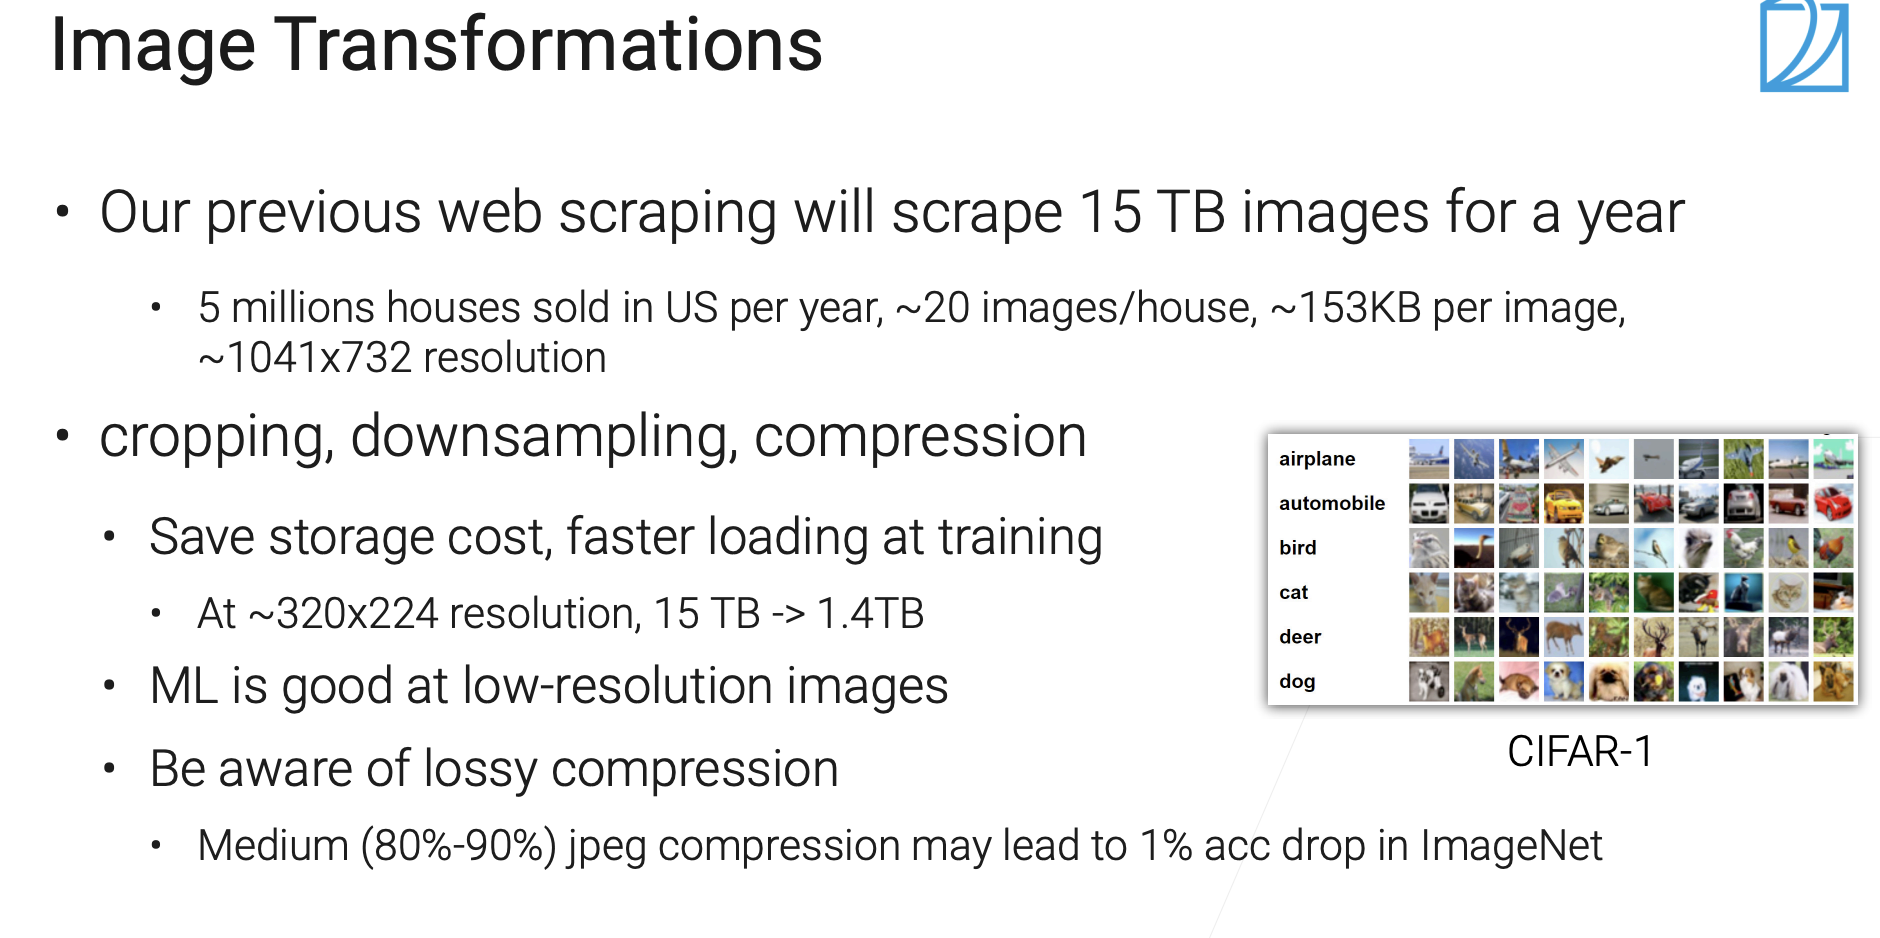 Image Transformations
• Our previous web scraping will scrape 15 TB images for a year
• 5 millions houses sold in US per year, ~20 images/house, ~153KB per image,
~1041x732 resolution
• cropping, downsampling, compression
• Save storage cost, faster loading at training
• At ~320x224 resolution, 15 TB -> 1.4TB
• ML is good at low-resolution images
• Be aware of lossy compression
• Medium (80%-90%) jpeg compression may lead to 1% acc drop in ImageNet
airplane
automobile
bird
cat
deer
dog
CIFAR-1